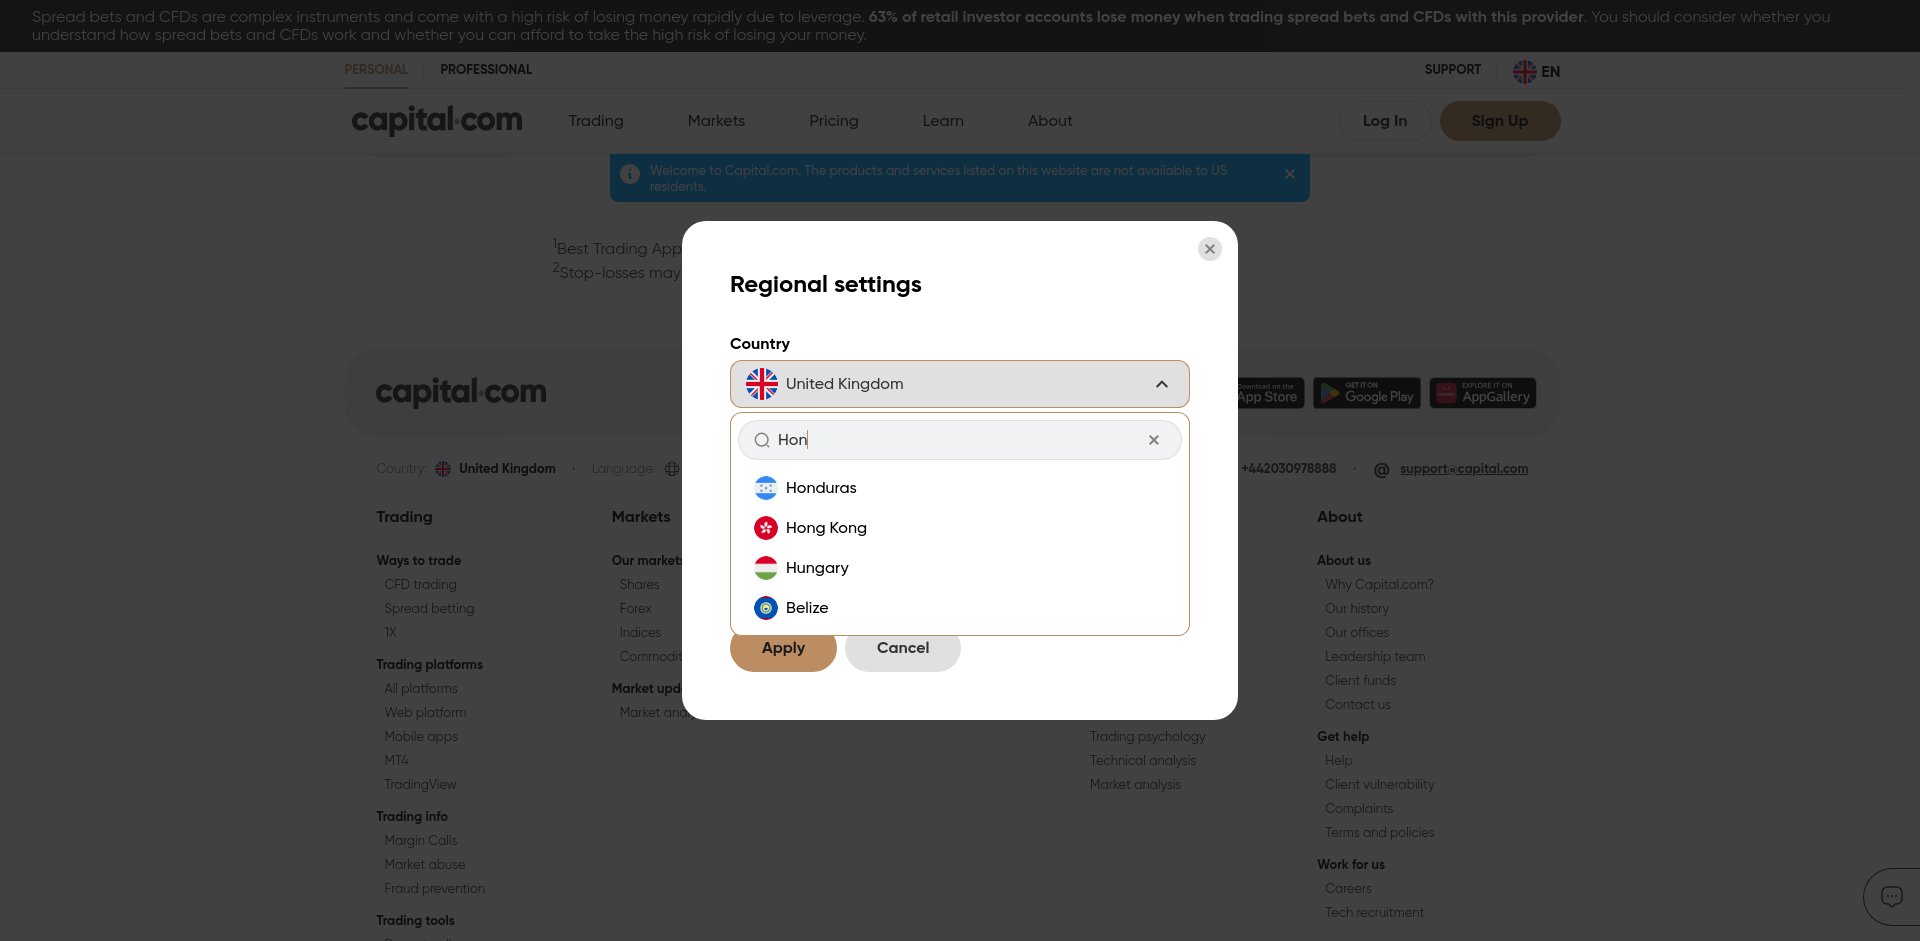 Spread bets and CFDs are complex instruments and come with a high risk of losing money rapidly due to leverage. 63% of retail investor accounts lose money when trading spread bets and CFDs with this provider. You should consider whether you
understand how spread bets and CFDs work and whether you can afford to take the high risk of losing your money.
PERSONAL PROFESSIONAL SUPPORT EN
capital.com Trading Markets Pricing Learn About Log In Sign Up
Welcome to Capital.com. The products and services listed on this website are not available to US
residents.
1Best Trading App
2Stop-losses may
Regional settings
Country
United Kingdom
Hon
Honduras
Hong Kong
Hungary
Belize
Apply Cancel
capital.com
Download on the
App Store
GET IT ON
Google Play
EXPLORE IT ON
AppGallery
Country: United Kingdom · Language: +442030978888 · support@capital.com
Trading
Ways to trade
CFD trading
Spread betting
1X
Trading platforms
All platforms
Web platform
Mobile apps
MT4
TradingView
Trading info
Margin Calls
Market abuse
Fraud prevention
Trading tools
Markets
Our markets
Shares
Forex
Indices
Commodit
Market upd
Market anal
Trading psychology
Technical analysis
Market analysis
About
About us
Why Capital.com?
Our history
Our offices
Leadership team
Client funds
Contact us
Get help
Help
Client vulnerability
Complaints
Terms and policies
Work for us
Careers
Tech recruitment